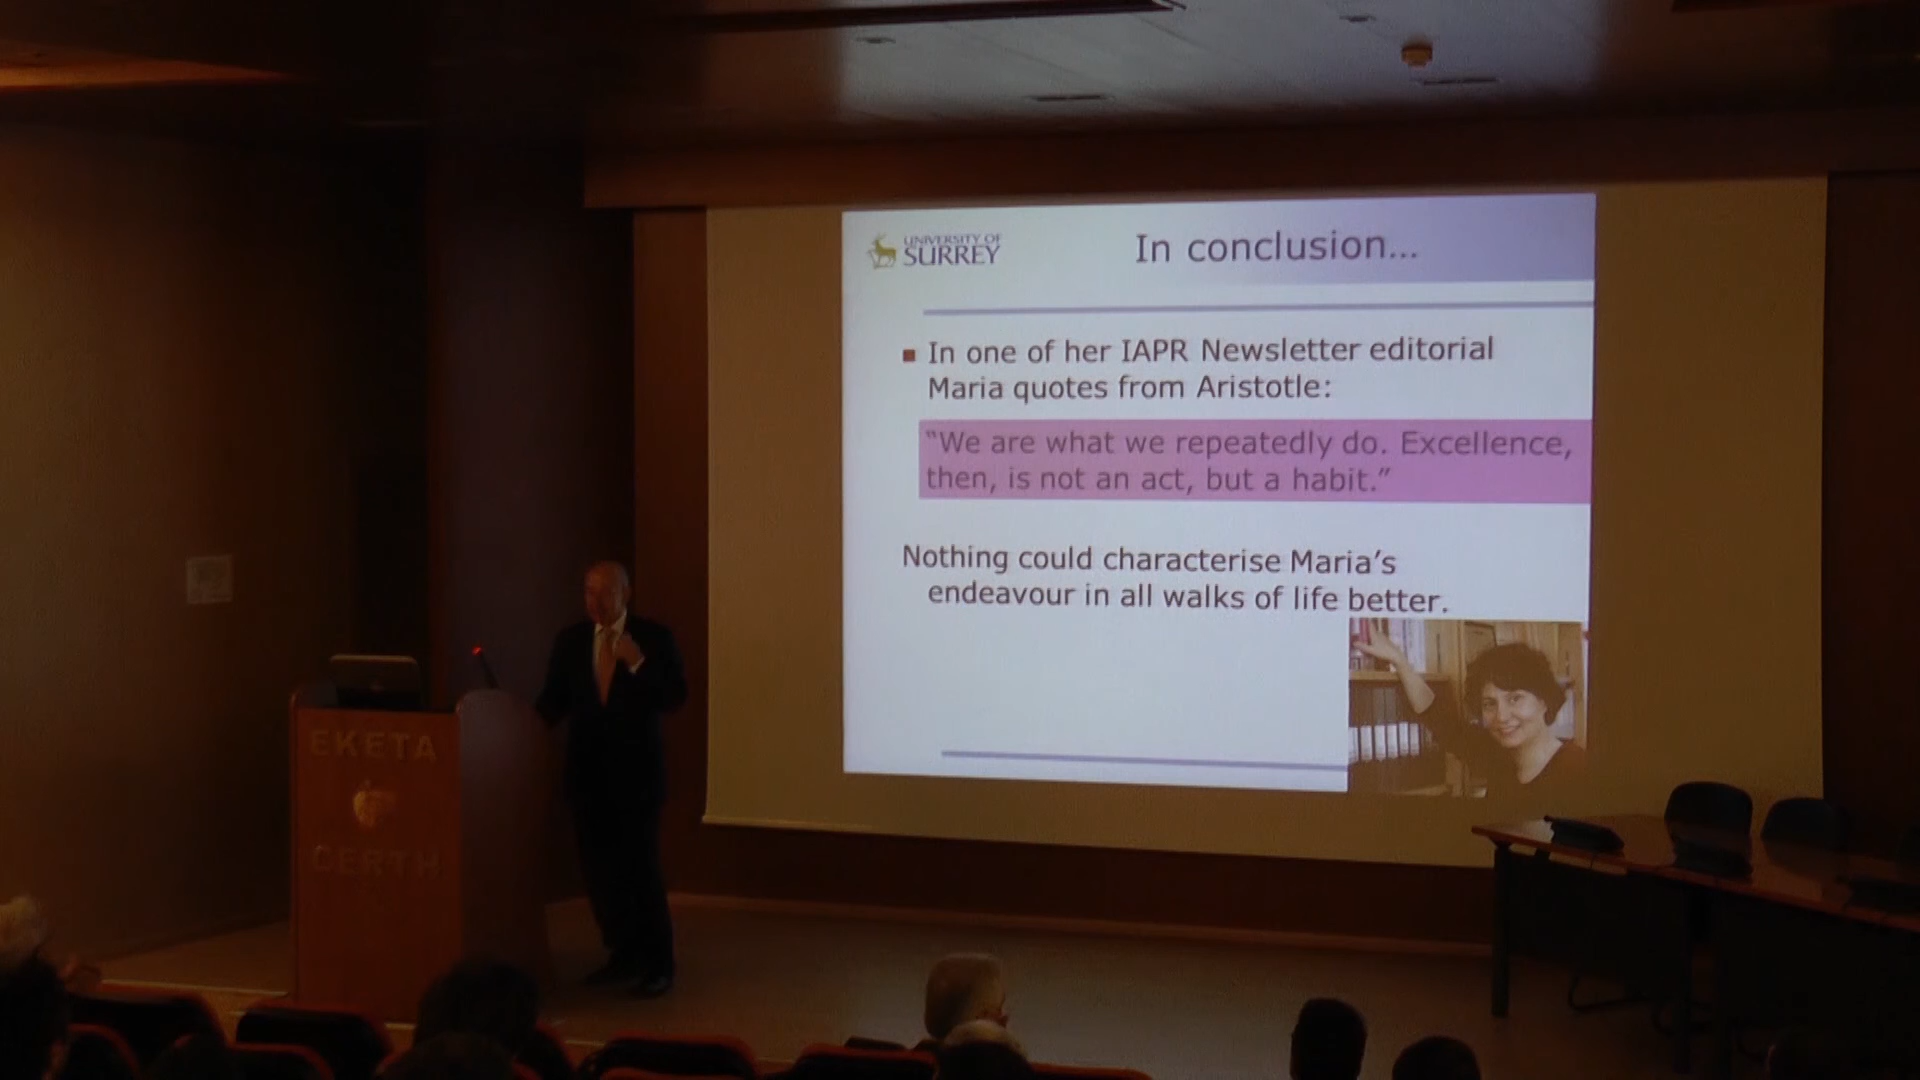 UNIVERSITY OF
SURREY
In conclusion...
In one of her IAPR Newsletter editorial
Maria quotes from Aristotle:
“We are what we repeatedly do. Excellence,
then, is not an act, but a habit.”
Nothing could characterise Maria’s
endeavour in all walks of life better.
EKETA
CERTH